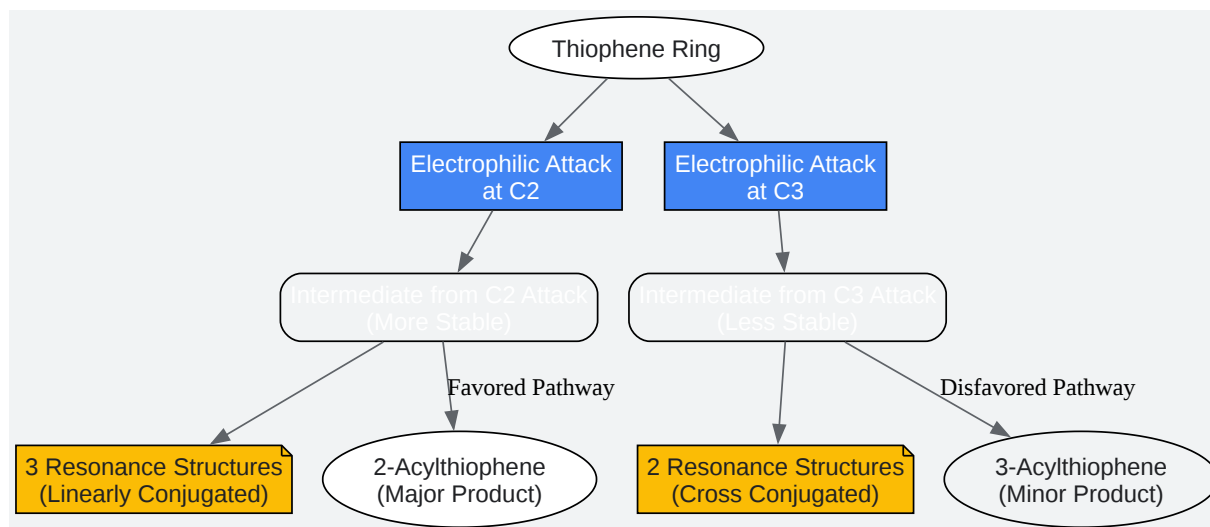 Thiophene Ring
Electrophilic Attack
at C2
Electrophilic Attack
at C3
Intermediate from C2 Attack
(More Stable)
Intermediate from C3 Attack
(Less Stable)
Favored Pathway
Disfavored Pathway
3 Resonance Structures
(Linearly Conjugated)
2-Acylthiophene
(Major Product)
2 Resonance Structures
(Cross Conjugated)
3-Acylthiophene
(Minor Product)